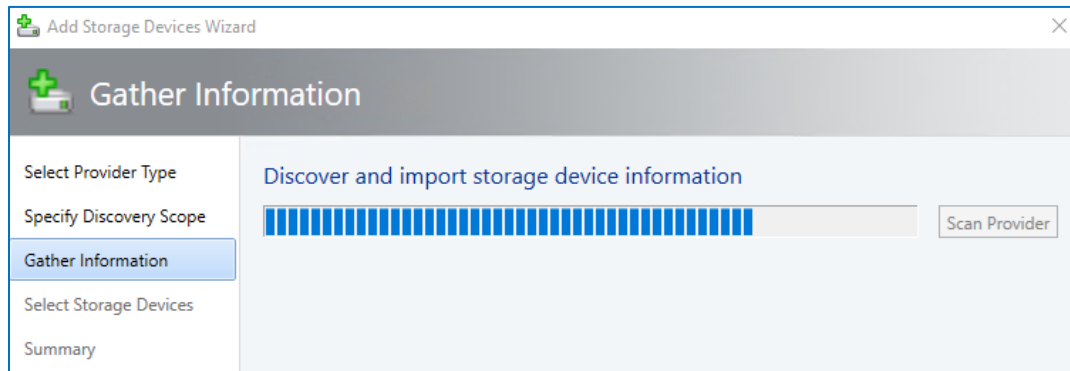 Add Storage Devices Wizard
Gather Information
Select Provider Type
Specify Discovery Scope
Gather Information
Select Storage Devices
Summary
Discover and import storage device information
Scan Provider